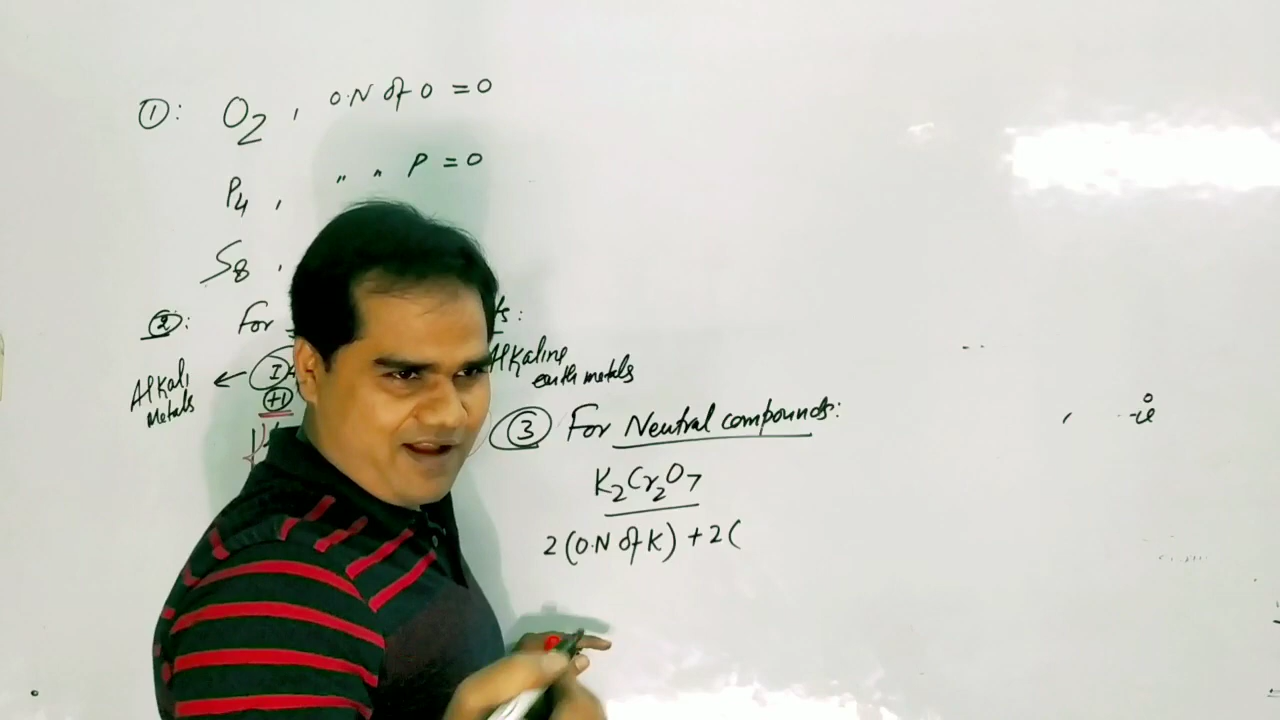 ①: O2 , O.N of O = 0
P4 , " " P = 0
S8 ,
②: For
Alkali Metals ← I
+1
Alkaline earth metals
③ For Neutral compounds:
K2Cr2O7
2(O.N of K) + 2(